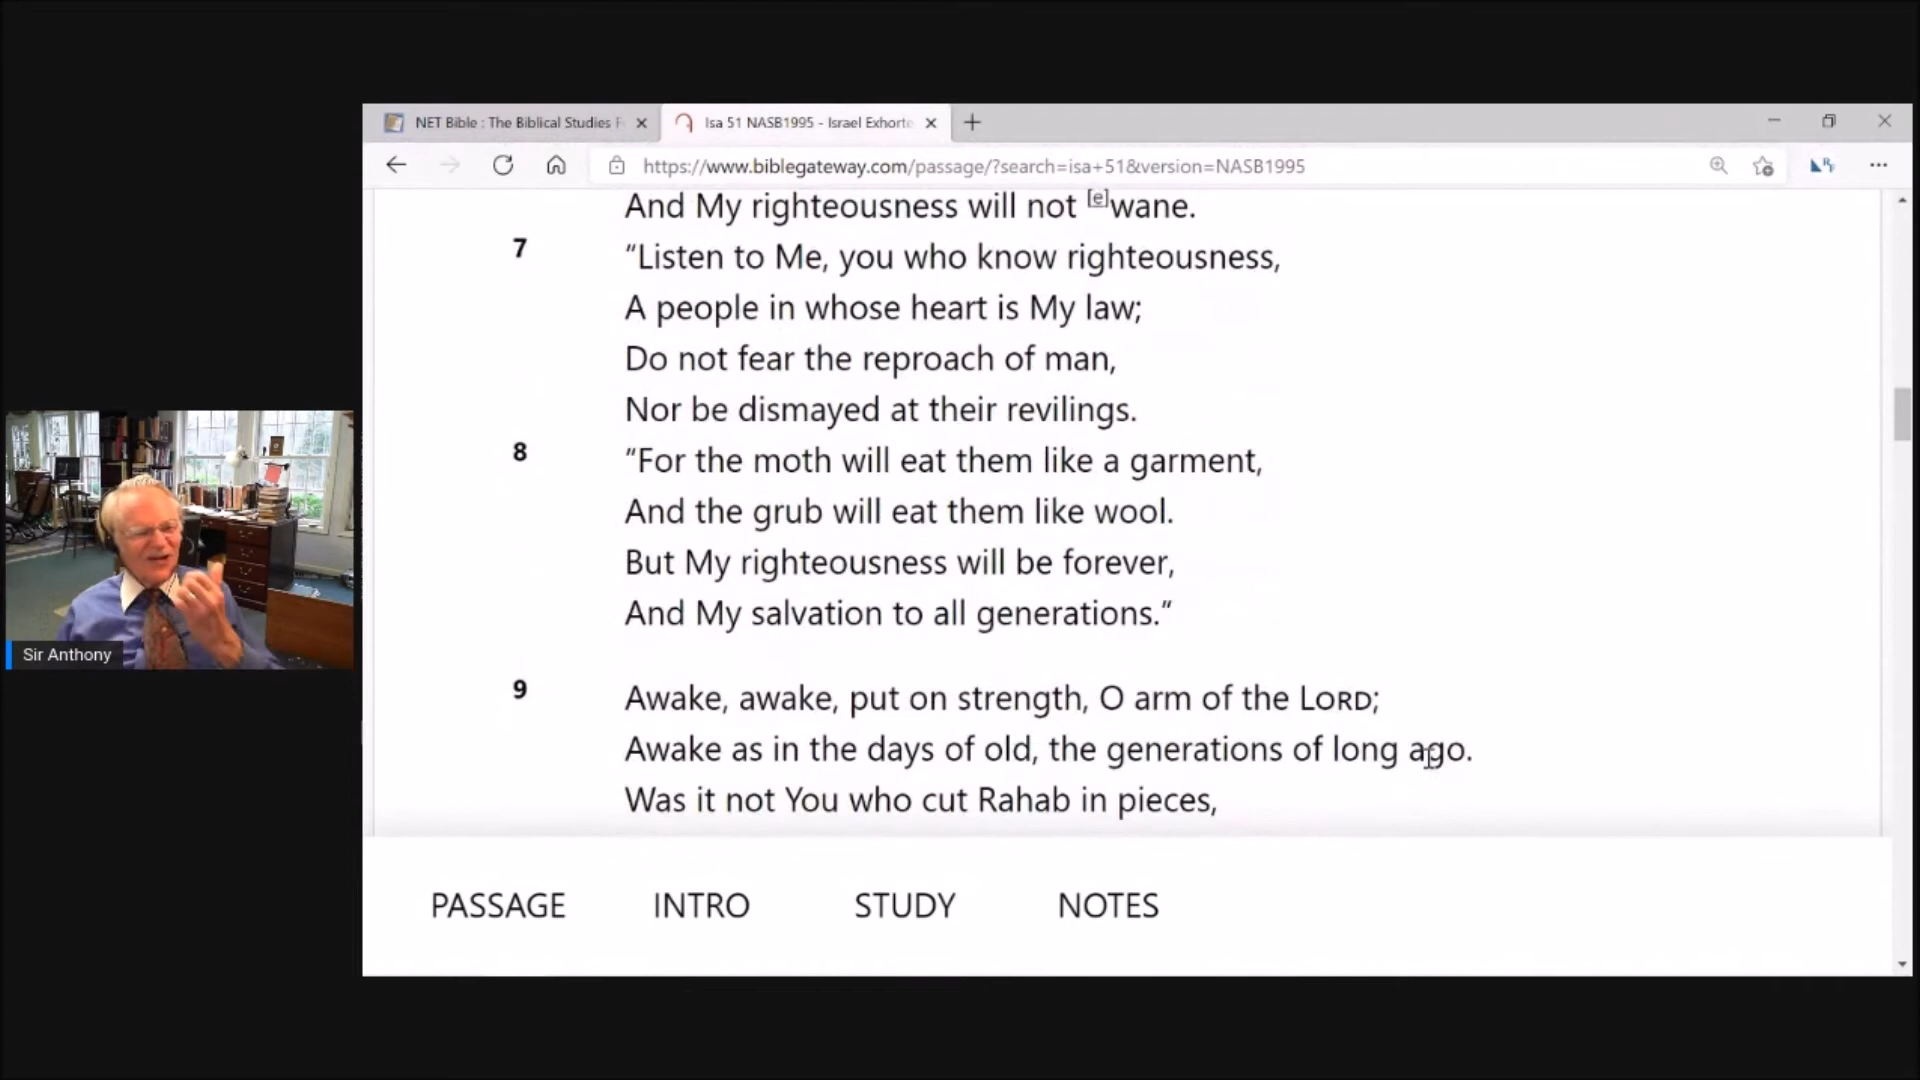 NET Bible : The Biblical Studies F
Isa 51 NASB1995 - Israel Exhorte
https://www.biblegateway.com/passage/?search=isa+51&version=NASB1995
And My righteousness will not [e]wane.
7 “Listen to Me, you who know righteousness,
A people in whose heart is My law;
Do not fear the reproach of man,
Nor be dismayed at their revilings.
8 “For the moth will eat them like a garment,
And the grub will eat them like wool.
But My righteousness will be forever,
And My salvation to all generations.”
9 Awake, awake, put on strength, O arm of the LORD;
Awake as in the days of old, the generations of long ago.
Was it not You who cut Rahab in pieces,
PASSAGE INTRO STUDY NOTES
Sir Anthony